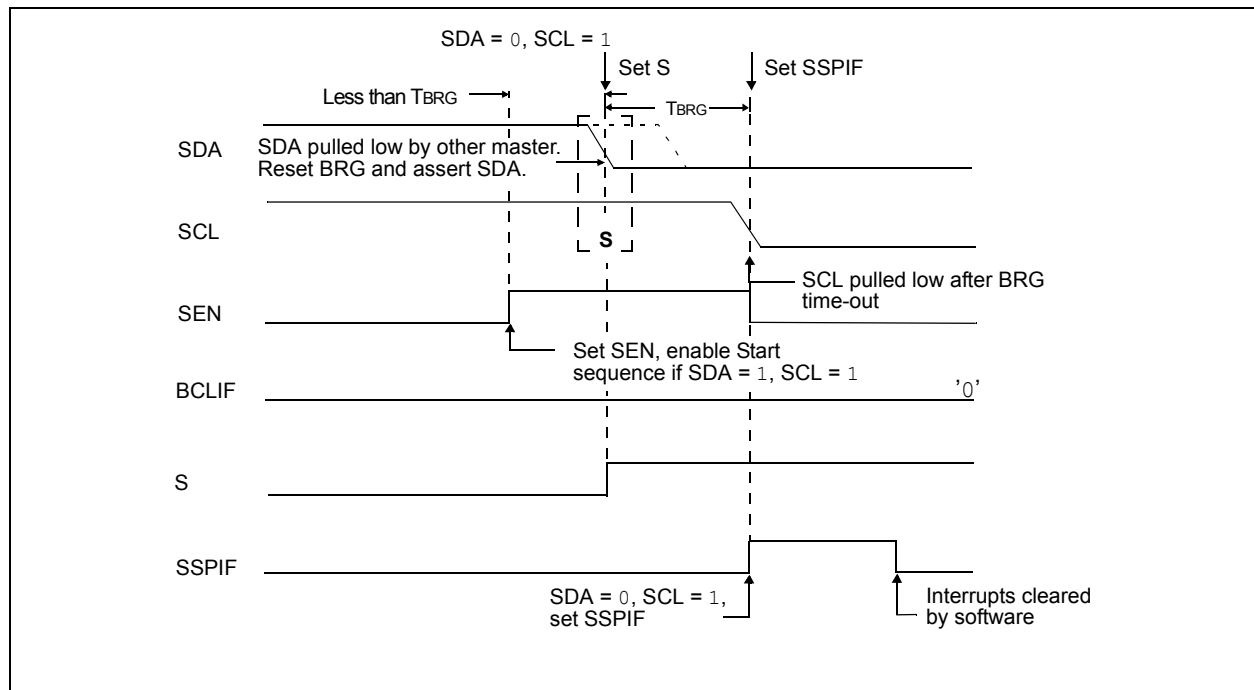 SDA = 0, SCL = 1
Set S
Set SSPIF
Less than TBRG
TBRG
SDA
SDA pulled low by other master.
Reset BRG and assert SDA.
SCL
S
SCL pulled low after BRG
time-out
SEN
Set SEN, enable Start
sequence if SDA = 1, SCL = 1
BCLIF
'0'
S
SSPIF
SDA = 0, SCL = 1,
set SSPIF
Interrupts cleared
by software